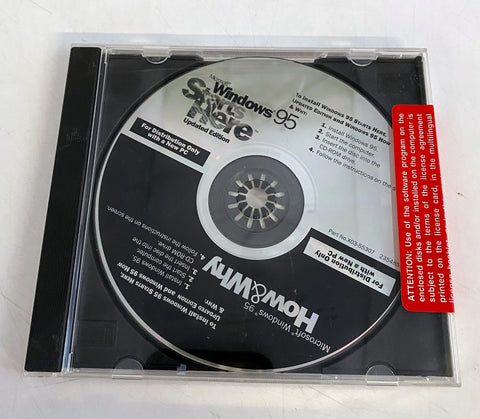 Microsoft®
Windows 95
Starts
Here™
Updated Edition
For Distribution Only
with a New PC
To Install Windows 95 Starts Here,
Updated Edition and Windows 95 How
& Why:
1. Install Windows 95.
2. Start the computer.
3. Insert the disc into the
CD-ROM drive.
4. Follow the instructions on the
Part No. X03-55307
For Distribution Only
with a New PC
Microsoft Windows® 95
How&Why
To Install Windows 95 Starts Here,
Updated Edition and Windows 95 How
& Why:
1. Install Windows 95.
2. Start the computer.
3. Insert the disc into the
CD-ROM drive.
4. Follow the instructions on the screen.
ATTENTION: Use of the software program on the
enclosed disks and/or installed on the computer is
subject to the terms of the license agreement
printed on the license card, in the multilingual